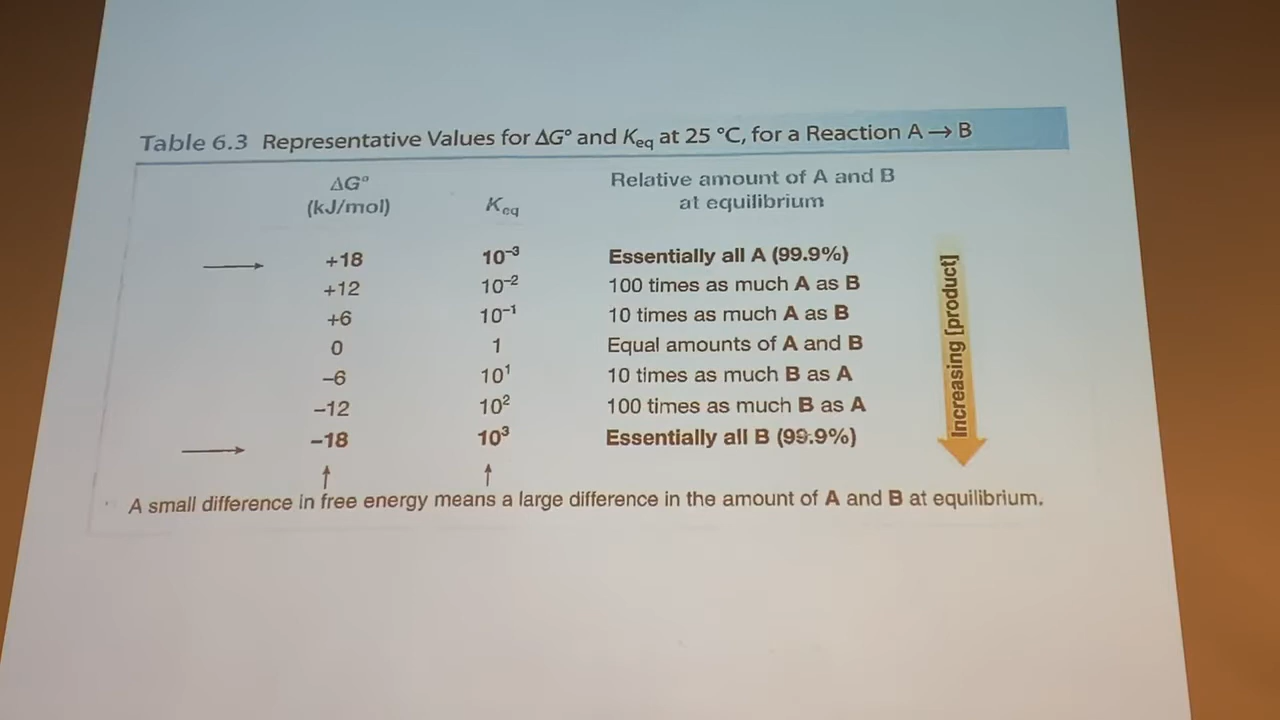 Table 6.3 Representative Values for ΔG° and Keq at 25 °C, for a Reaction A → B
ΔG° (kJ/mol) Keq Relative amount of A and B at equilibrium
+18 10⁻³ Essentially all A (99.9%)
+12 10⁻² 100 times as much A as B
+6 10⁻¹ 10 times as much A as B
0 1 Equal amounts of A and B
−6 10¹ 10 times as much B as A
−12 10² 100 times as much B as A
−18 10³ Essentially all B (99.9%)
Increasing [product]
A small difference in free energy means a large difference in the amount of A and B at equilibrium.